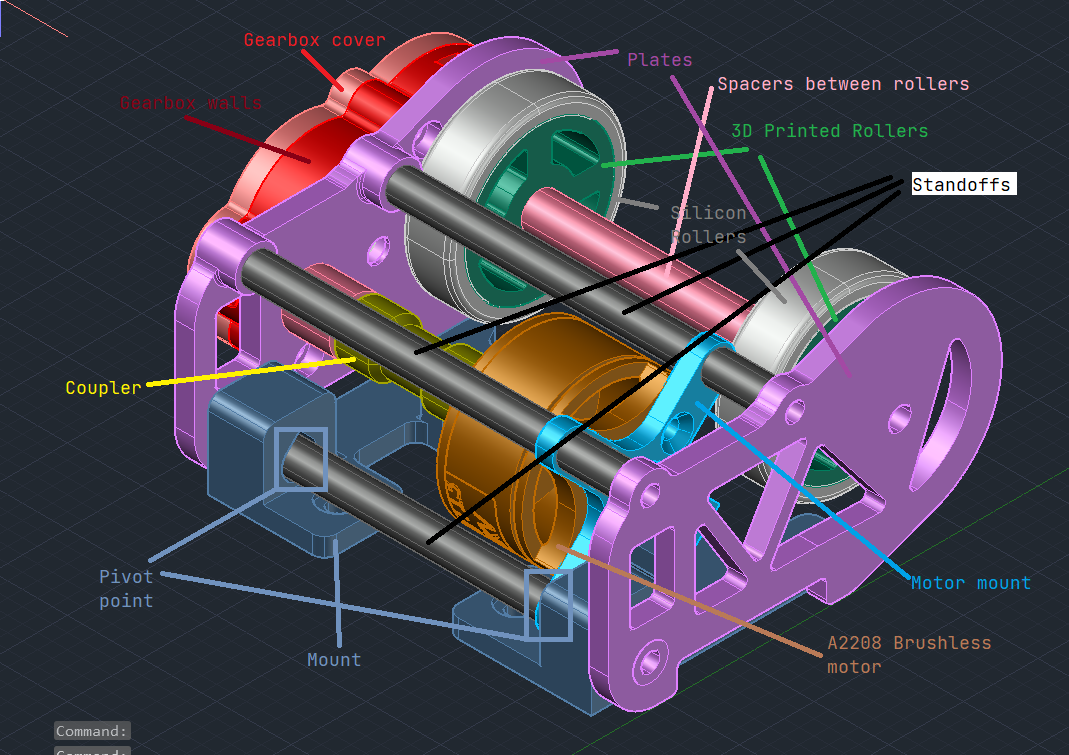 Gearbox cover
Plates
Spacers between rollers
Gearbox walls
3D Printed Rollers
Standoffs
Silicon
Rollers
Coupler
Pivot
point
Motor mount
Mount
A2208 Brushless
motor
Command:
Command: